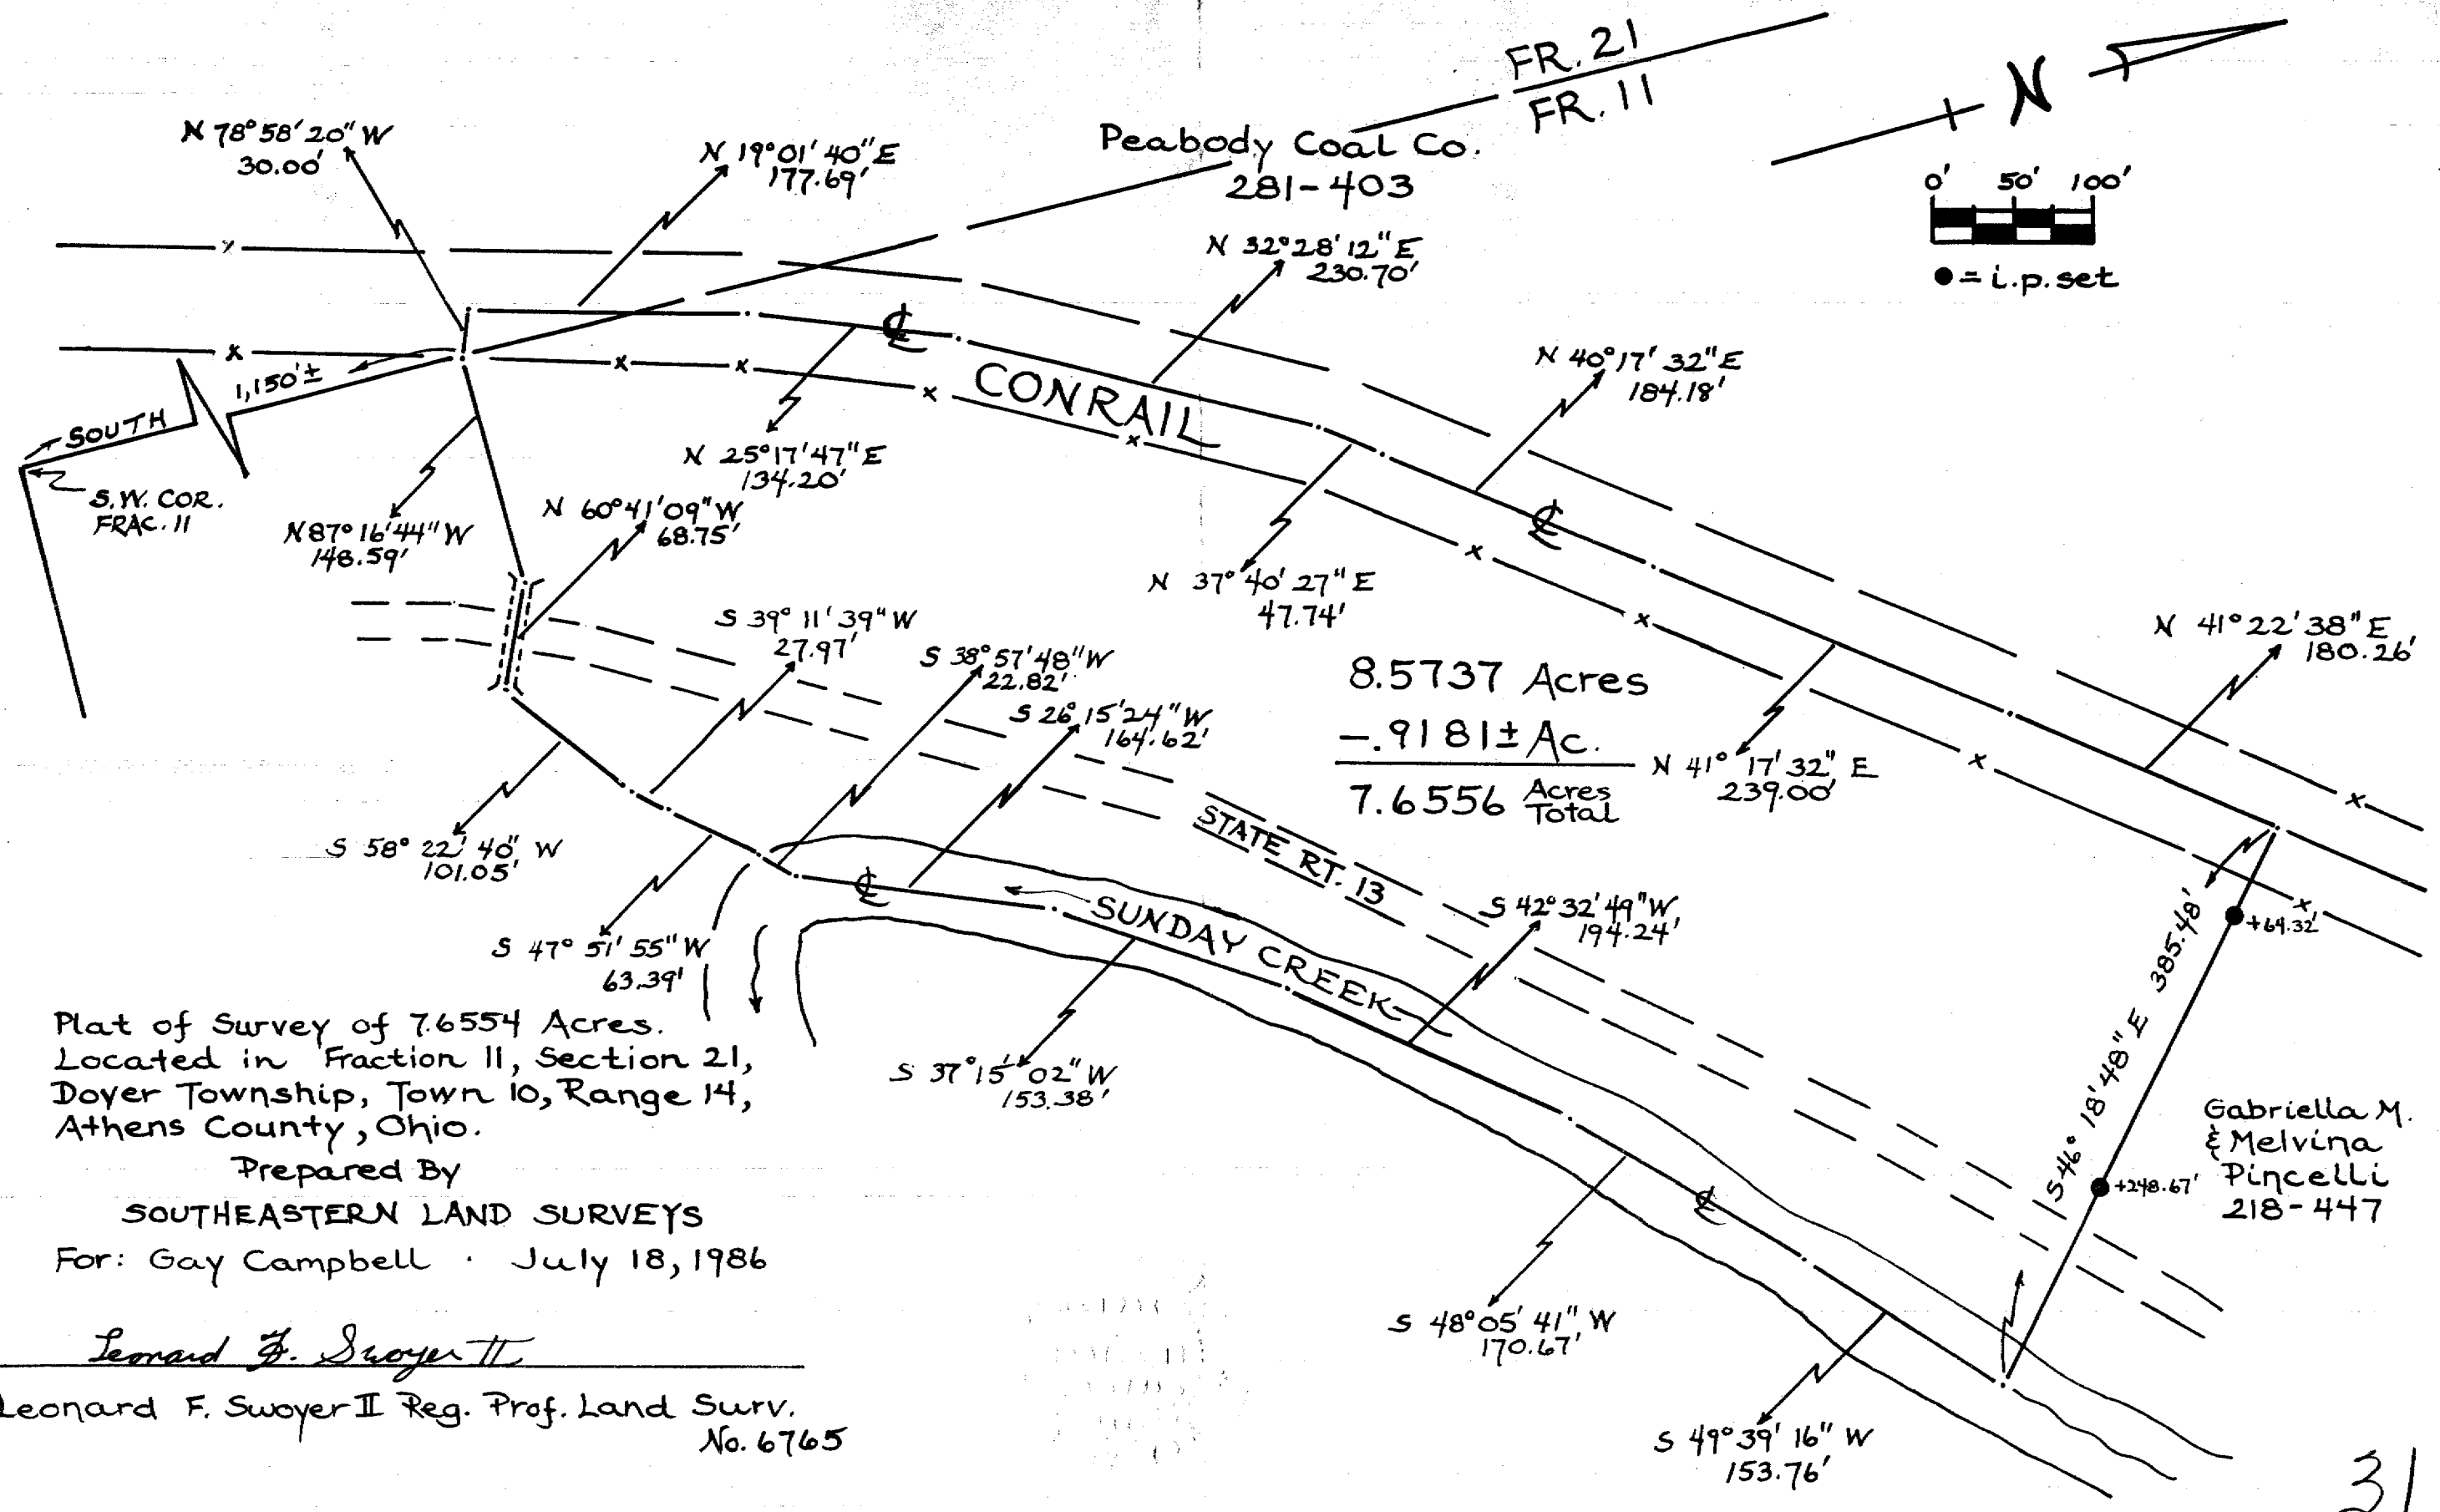 FR. 21
FR. 11
N
Peabody Coal Co.
281-403
0' 50' 100'
●= i.p. set
N 78°58'20" W
30.00'
N 19°01'40" E
177.69'
N 32°28'12" E
230.70'
N 40°17'32" E
184.18'
1,150'±
SOUTH
S.W. COR.
FRAC. 11
℄
CONRAIL
N 25°17'47" E
134.20'
N 87°16'44" W
148.59'
N 60°41'09" W
68.75'
℄
N 37°40'27" E
47.74'
N 41°22'38" E
180.26'
S 39°11'39" W
27.97'
S 38°57'48" W
22.82'
S 26°15'24" W
164.62'
8.5737 Acres
-.9181± Ac.
7.6556 Acres Total
N 41°17'32" E
239.00'
STATE RT. 13
S 58°22'40" W
101.05'
℄
SUNDAY CREEK
S 42°32'49" W
194.24'
S 47°51'55" W
63.39'
S 37°15'02" W
153.38'
+64.32'
S 46°18'48" E 385.48'
+248.67'
Gabriella M.
& Melvina
Pincelli
218-447
℄
Plat of Survey of 7.6554 Acres.
Located in Fraction 11, Section 21,
Dover Township, Town 10, Range 14,
Athens County, Ohio.
Prepared By
SOUTHEASTERN LAND SURVEYS
For: Gay Campbell · July 18, 1986
S 48°05'41" W
170.67'
S 49°39'16" W
153.76'
Leonard F. Swoyer II
Leonard F. Swoyer II Reg. Prof. Land Surv.
No. 6765
31